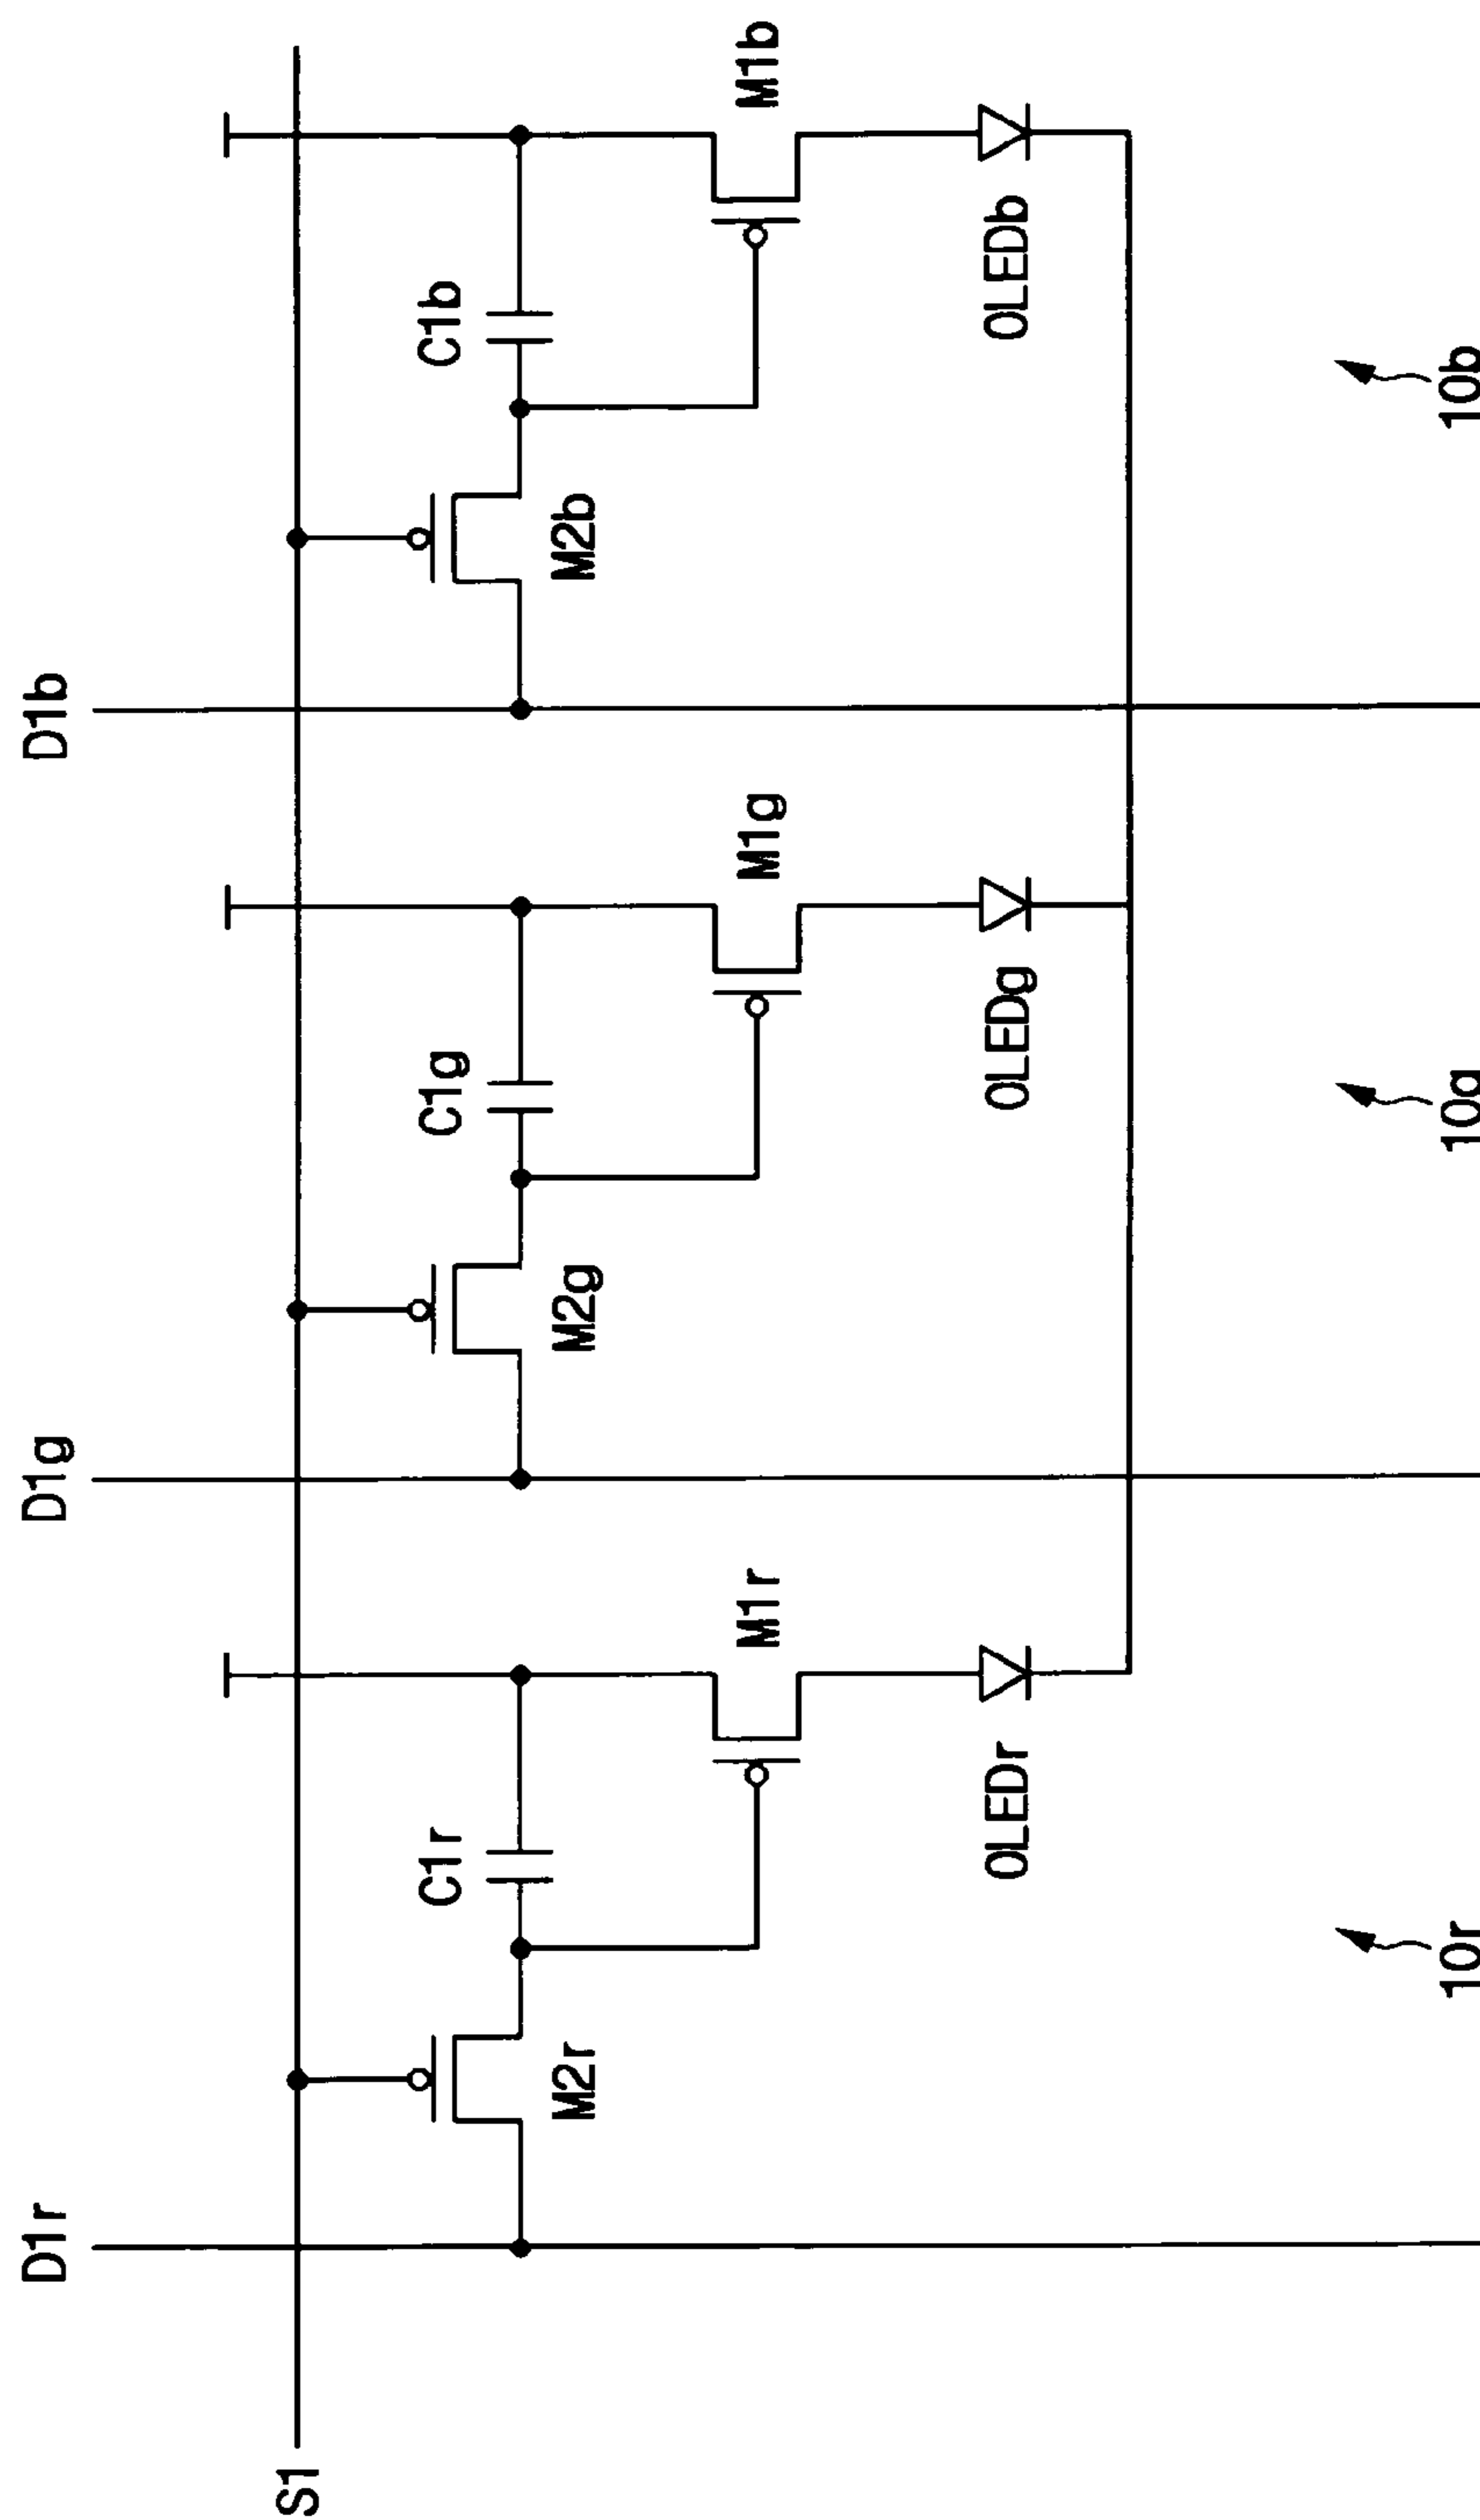 D1r
D1g
D1b
S1
M2r
C1r
M1r
OLEDr
M2g
C1g
M1g
OLEDg
M2b
C1b
M1b
OLEDb
10r
10g
10b